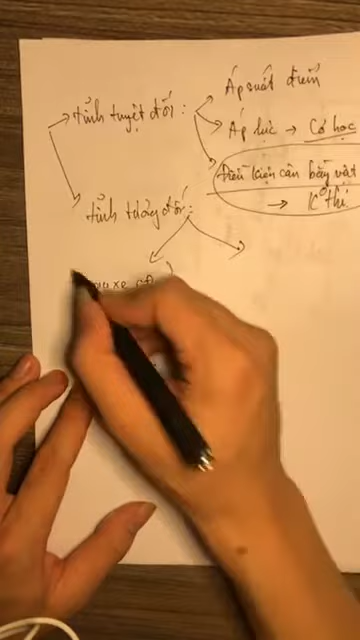 Áp suất điểm
Tĩnh tuyệt đối:
Áp lực → Cơ học
Điều kiện cân bằng vật
→ K° thi
Tĩnh tương đối:
xe